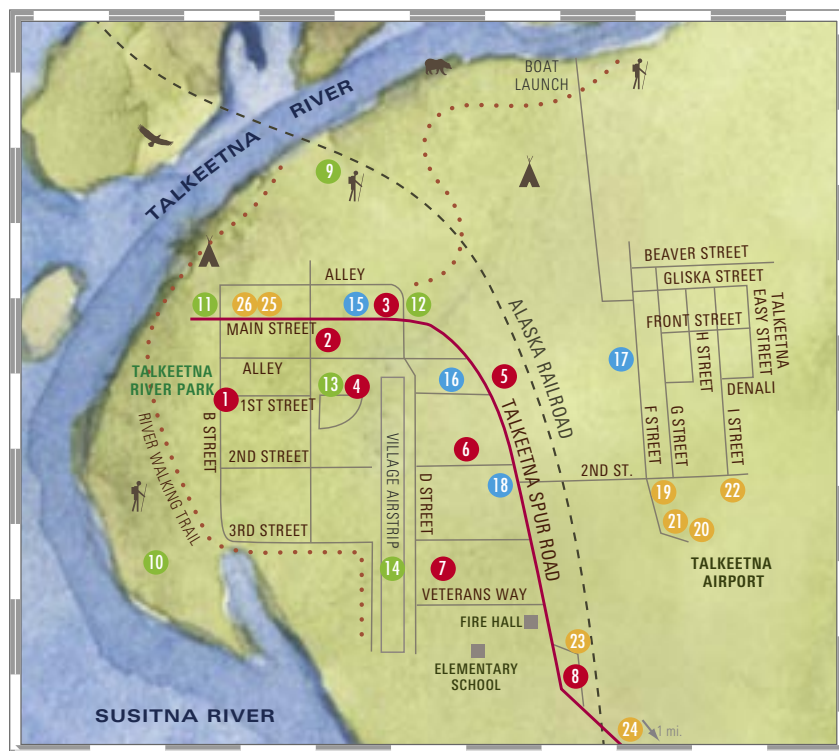 BOAT
LAUNCH
TALKEETNA RIVER
9
BEAVER STREET
GLISKA STREET
ALLEY
11
26
25
15
3
12
MAIN STREET
2
FRONT STREET
TALKEETNA
EASY STREET
H STREET
ALASKA RAILROAD
17
ALLEY
TALKEETNA
RIVER PARK
13
4
16
5
DENALI
1
1ST STREET
B STREET
RIVER WALKING TRAIL
VILLAGE AIRSTRIP
D STREET
TALKEETNA SPUR ROAD
F STREET
G STREET
I STREET
6
2ND STREET
2ND ST.
18
19
22
21
20
3RD STREET
10
14
7
TALKEETNA
AIRPORT
VETERANS WAY
FIRE HALL
23
ELEMENTARY
SCHOOL
8
SUSITNA RIVER
24
1 mi.